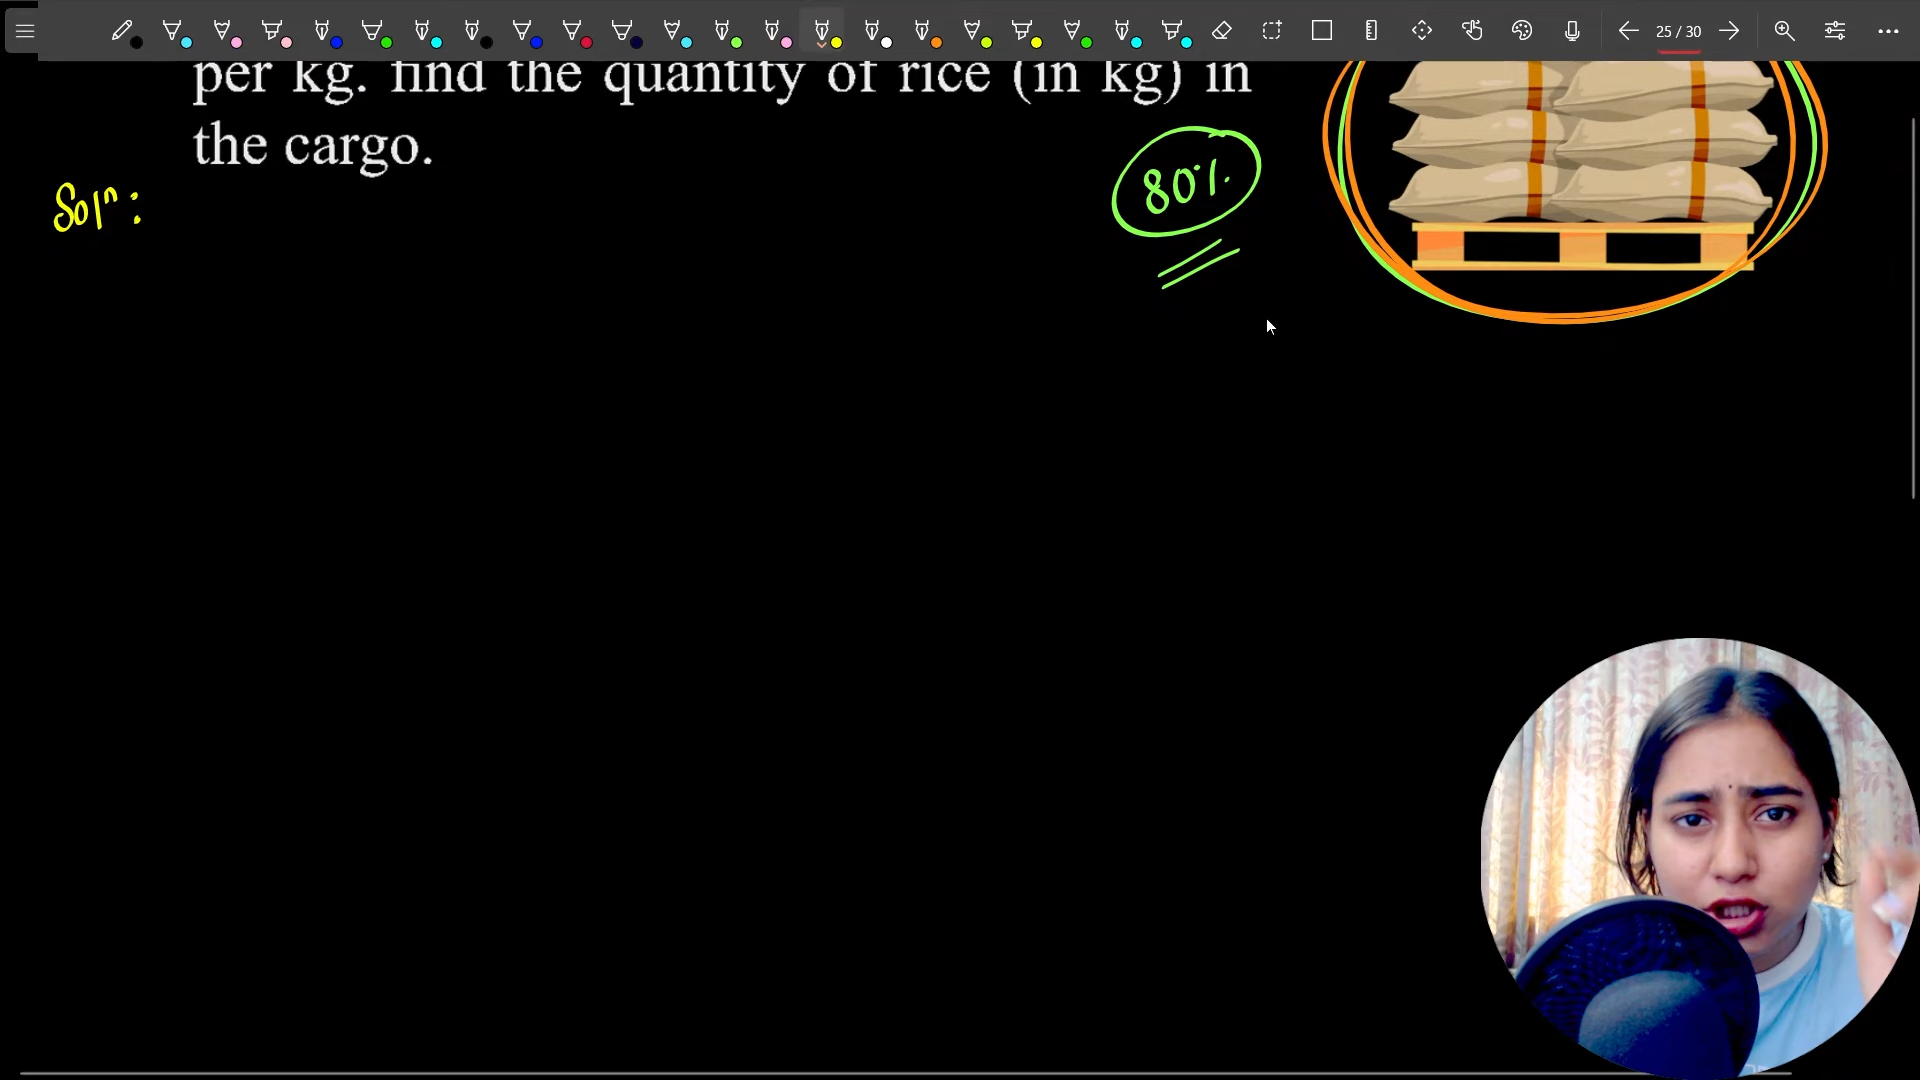 25 / 30
per kg. find the quantity of rice (in kg) in
the cargo.
80%.
Solⁿ: